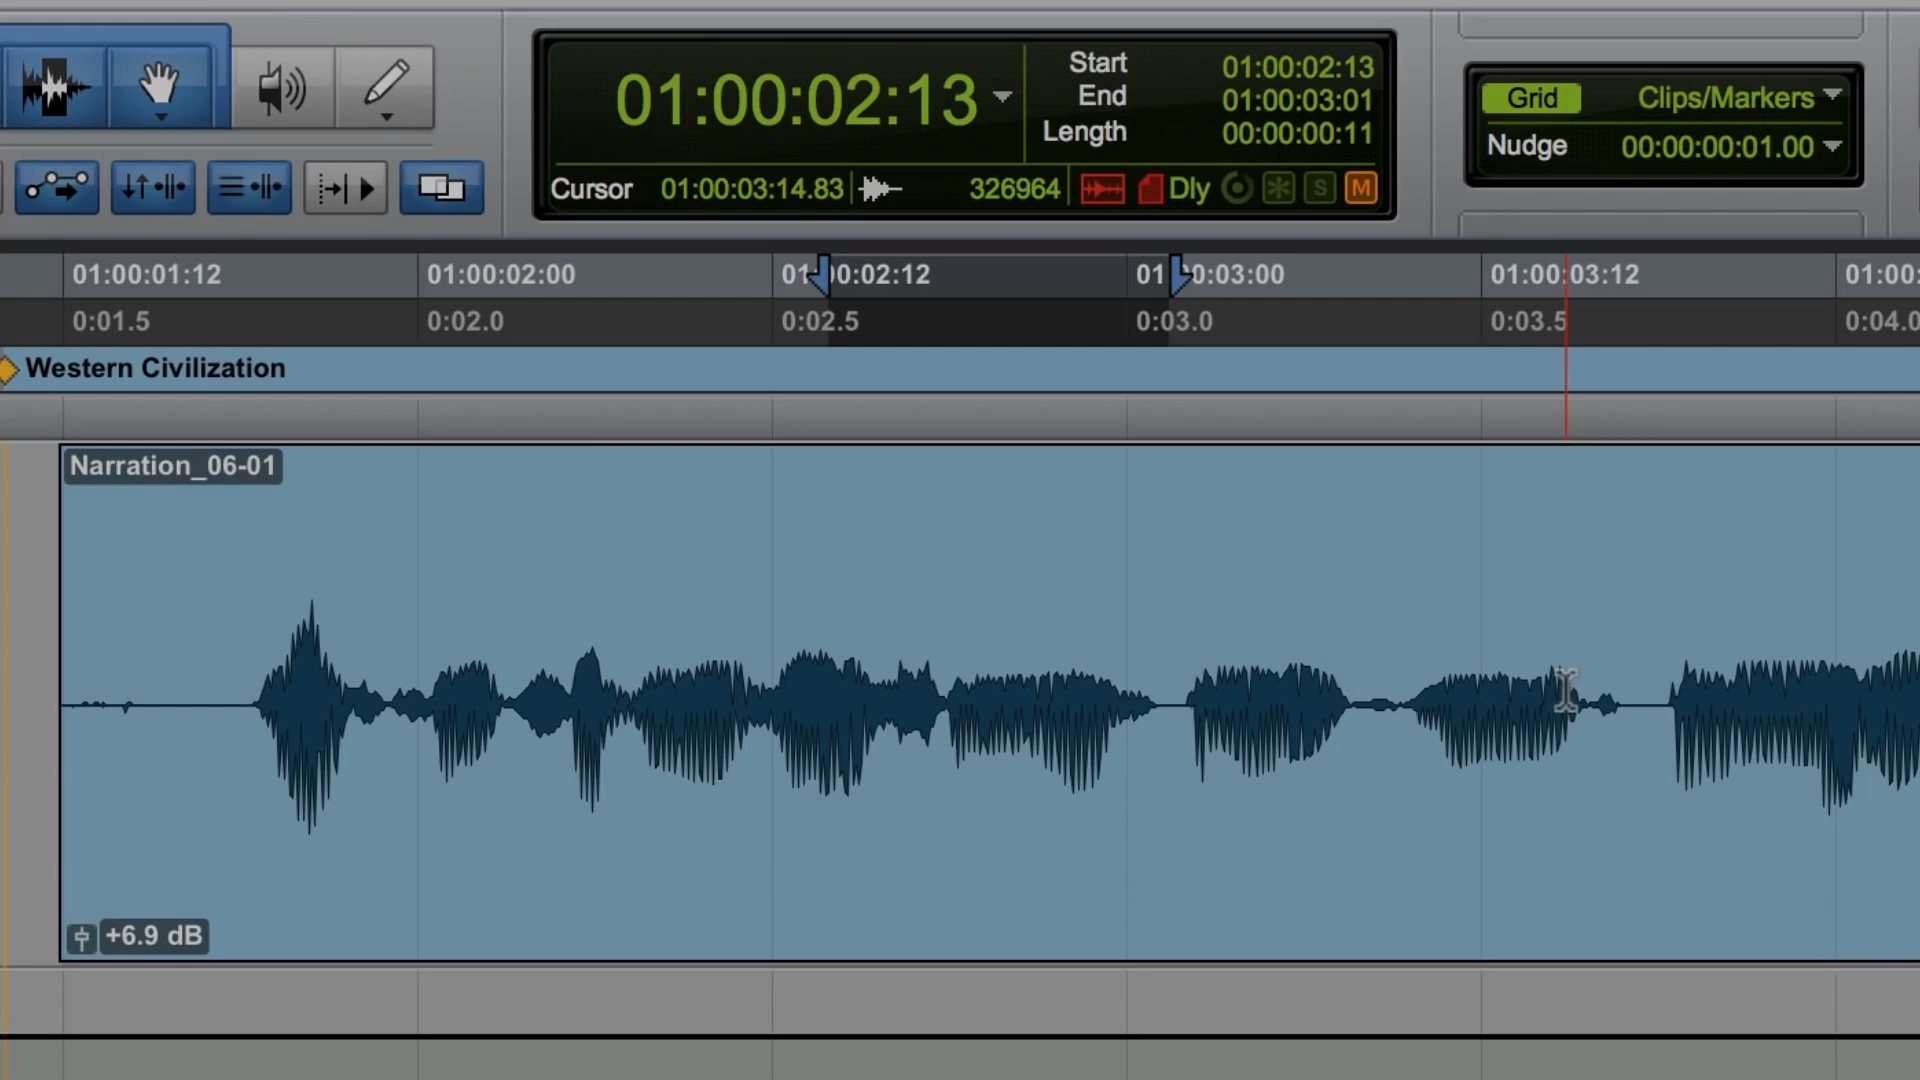 01:00:02:13
Start 01:00:02:13
End 01:00:03:01
Length 00:00:00:11
Cursor 01:00:03:14.83 326964 Dly S M
Grid Clips/Markers
Nudge 00:00:00:01.00
01:00:01:12 01:00:02:00 01 00:02:12 01 0:03:00 01:00:03:12 01:00:
0:01.5 0:02.0 0:02.5 0:03.0 0:03.5 0:04.0
Western Civilization
Narration_06-01
+6.9 dB